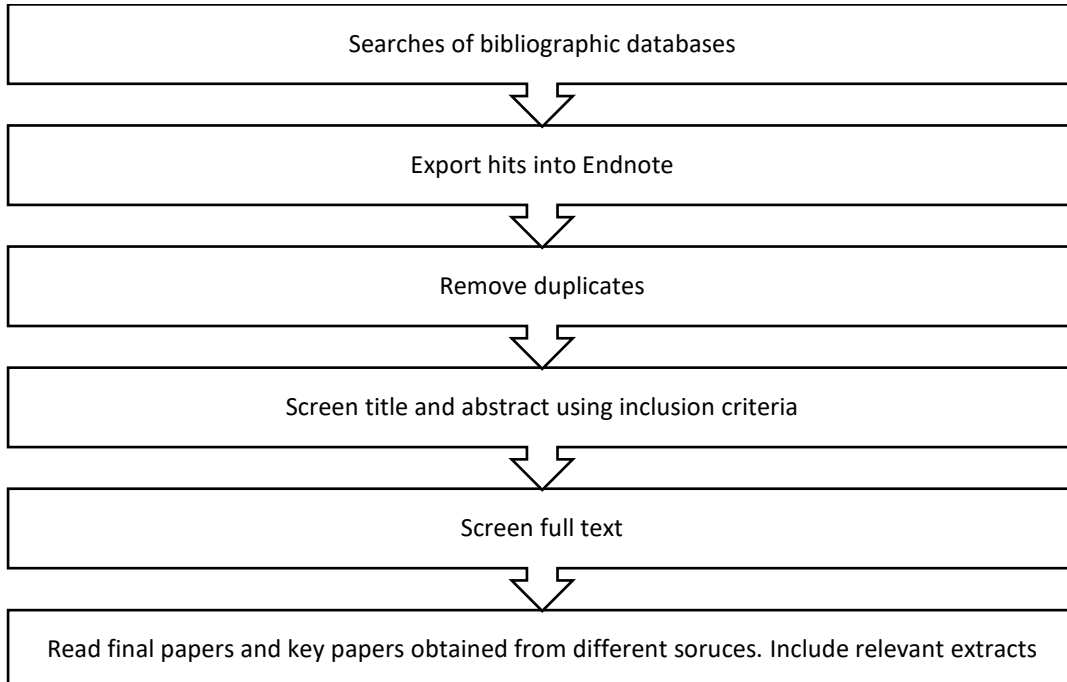 Searches of bibliographic databases
Export hits into Endnote
Remove duplicates
Screen title and abstract using inclusion criteria
Screen full text
Read final papers and key papers obtained from different soruces. Include relevant extracts